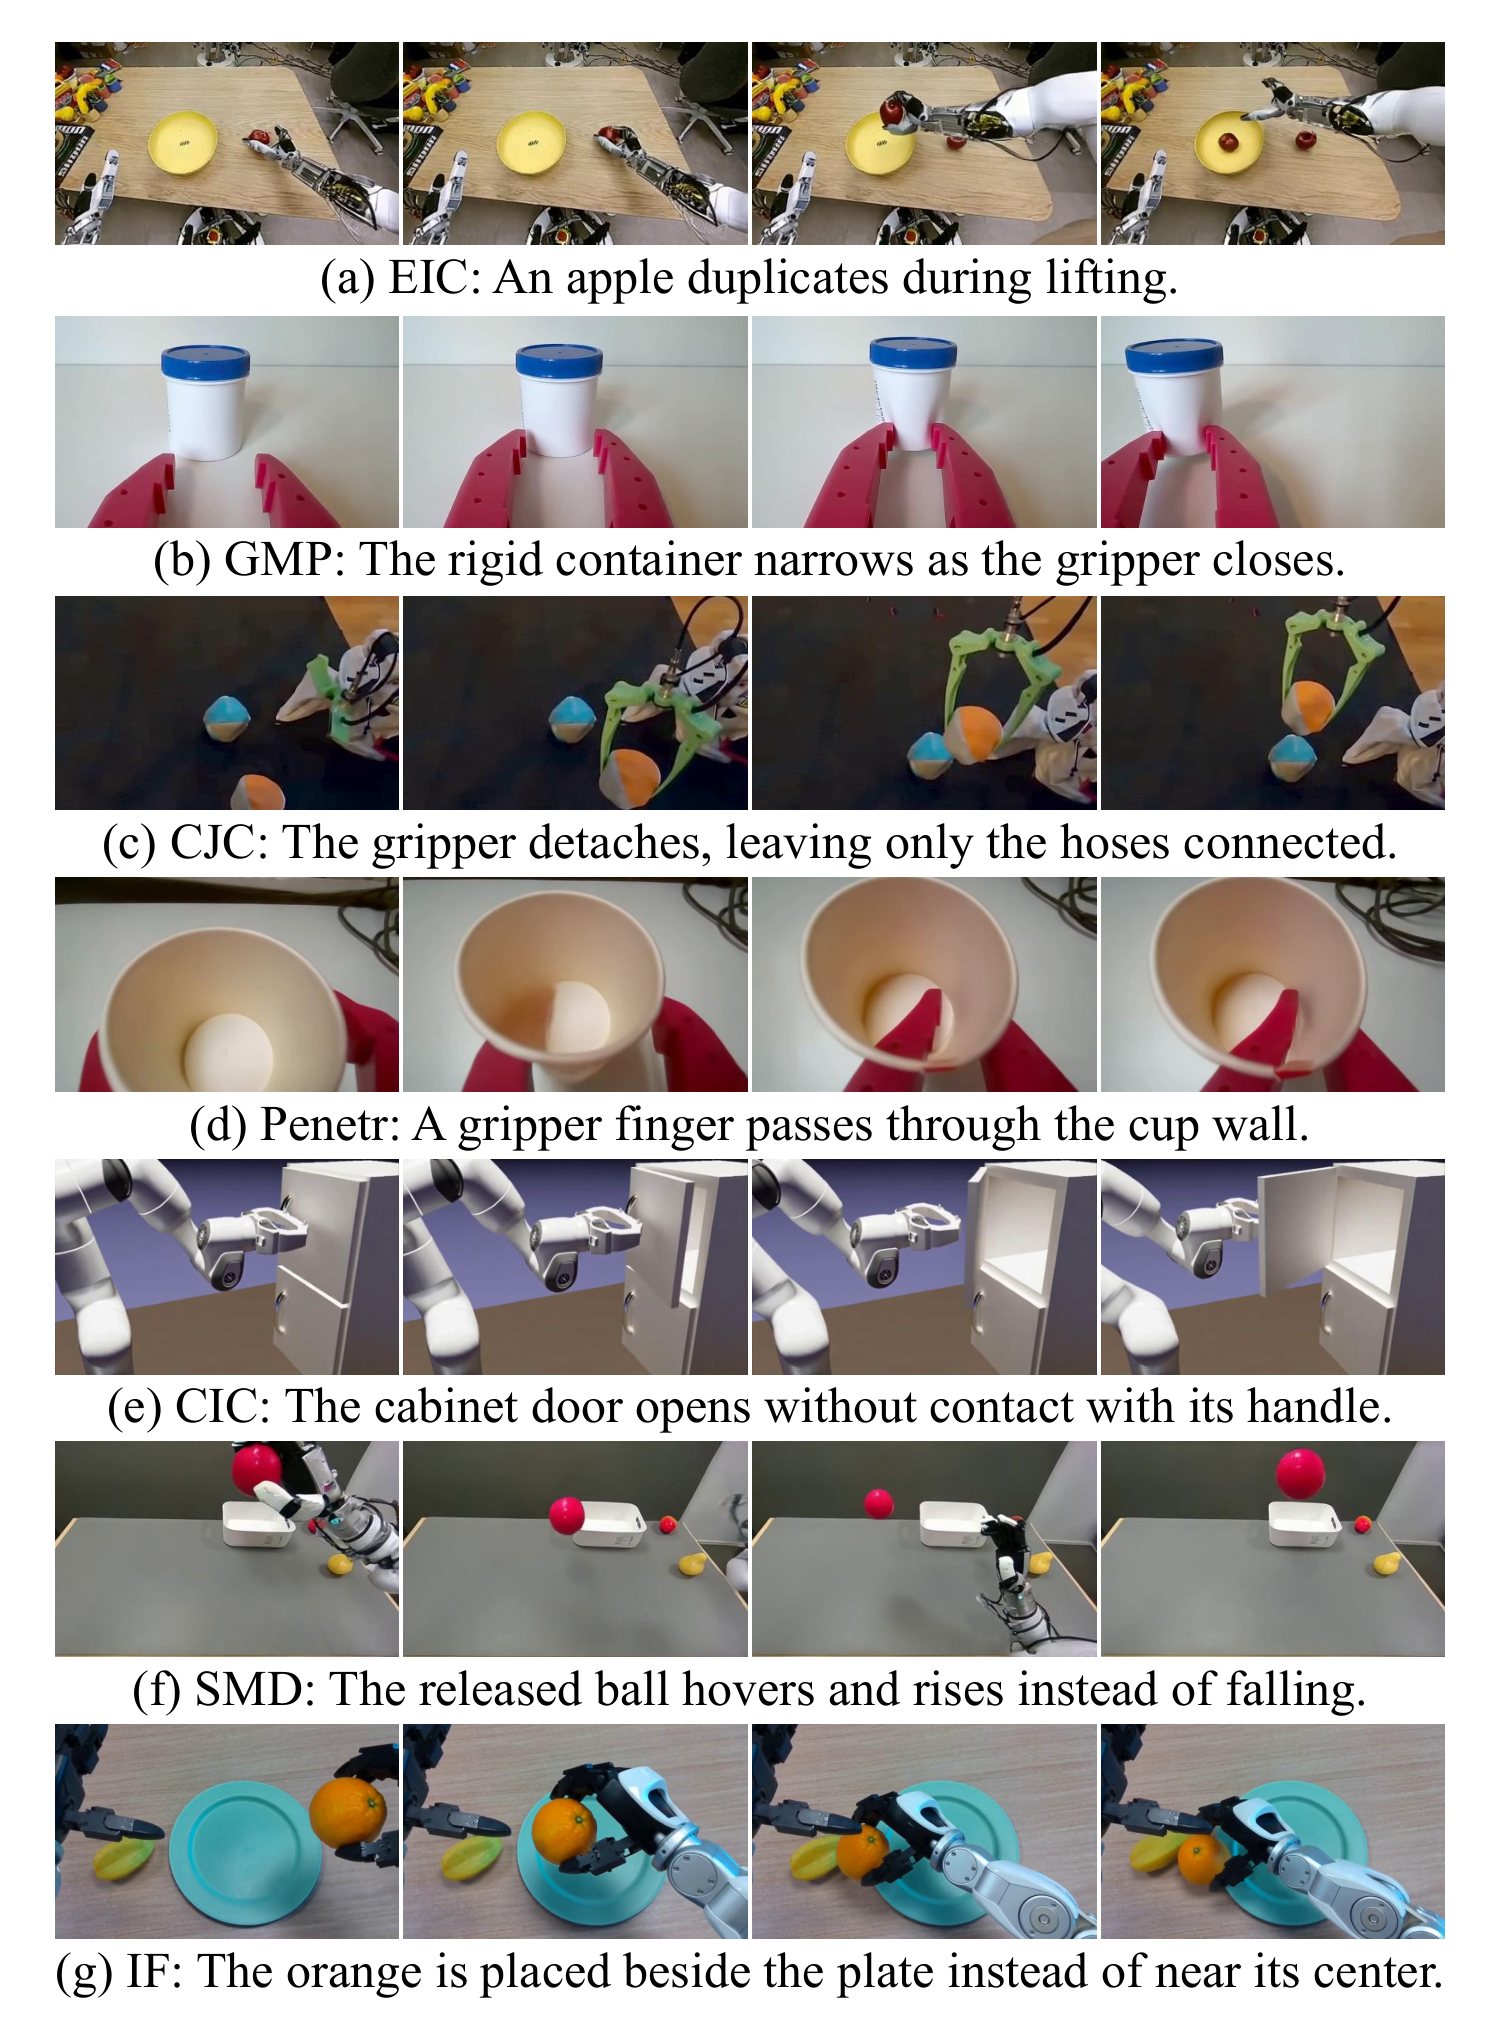 (a) EIC: An apple duplicates during lifting.
(b) GMP: The rigid container narrows as the gripper closes.
(c) CJC: The gripper detaches, leaving only the hoses connected.
(d) Penetr: A gripper finger passes through the cup wall.
(e) CIC: The cabinet door opens without contact with its handle.
(f) SMD: The released ball hovers and rises instead of falling.
(g) IF: The orange is placed beside the plate instead of near its center.